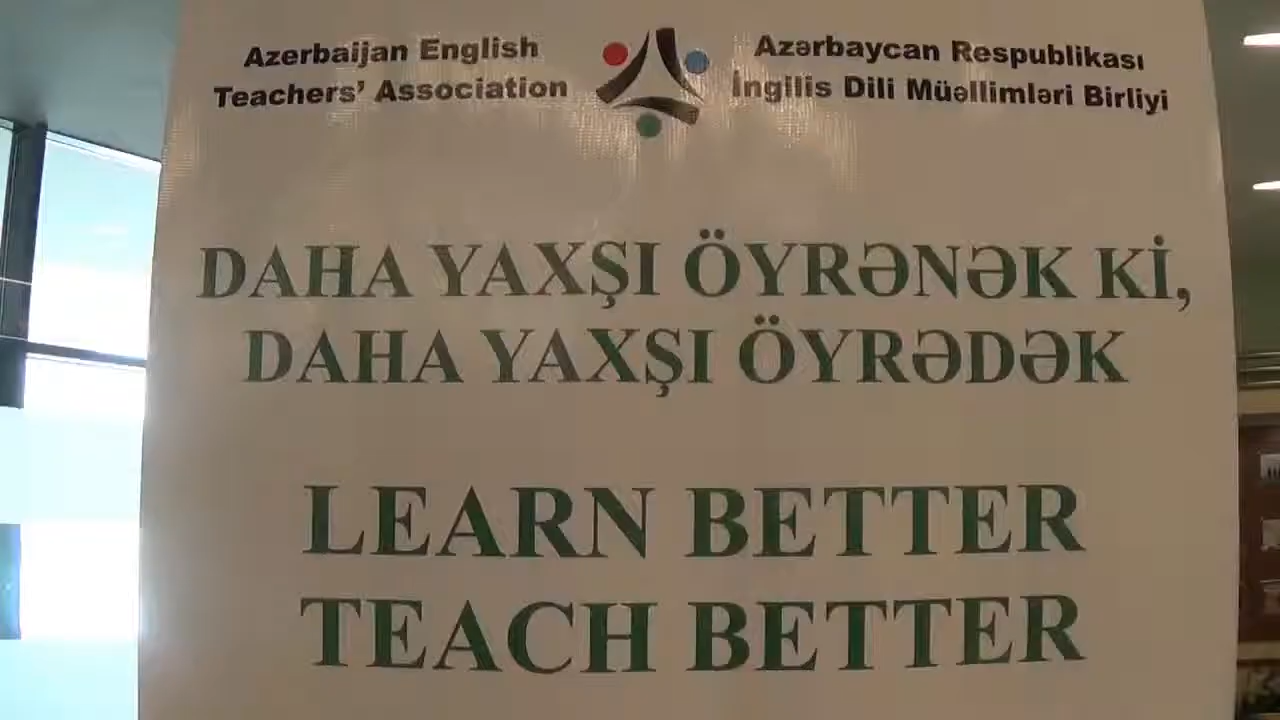 Azerbaijan English
Teachers' Association
Azərbaycan Respublikası
İngilis Dili Müəllimləri Birliyi
DAHA YAXŞI ÖYRƏNƏK Kİ,
DAHA YAXŞI ÖYRƏDƏK
LEARN BETTER
TEACH BETTER